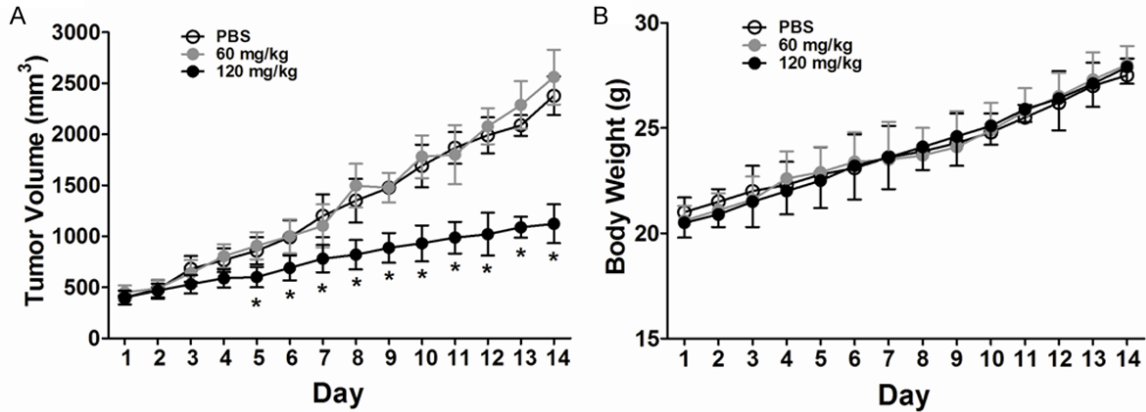 A
Tumor Volume (mm³)
3000
2500
2000
1500
1000
500
0
PBS
60 mg/kg
120 mg/kg
* * * * * * * * * *
1 2 3 4 5 6 7 8 9 10 11 12 13 14
Day
B
Body Weight (g)
30
25
20
15
PBS
60 mg/kg
120 mg/kg
1 2 3 4 5 6 7 8 9 10 11 12 13 14
Day